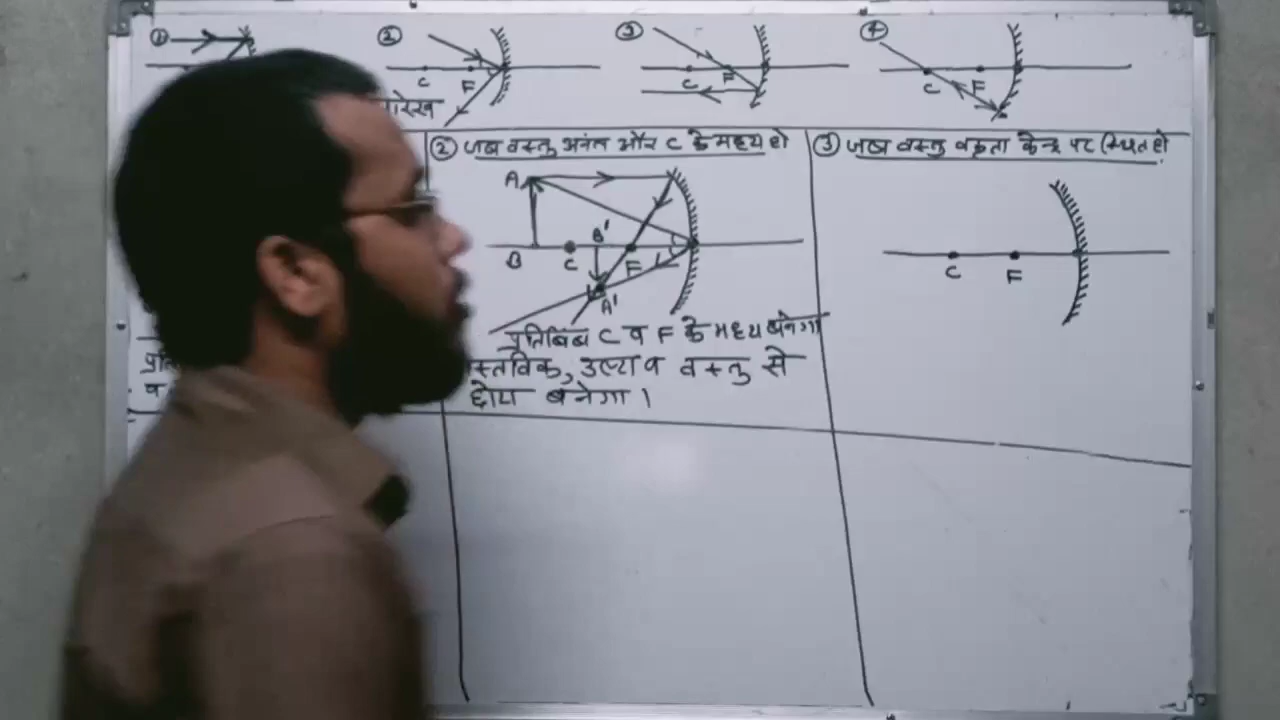 ①
② C F
③ C F
④ C F
② जब वस्तु अनंत और C के मध्य हो
A
B C B' F
A'
प्रतिबिंब C व F के मध्य बनेगा
उल्टा व वस्तु से
छोटा बनेगा।
③ जब वस्तु वक्रता केन्द्र पर स्थित हो
C F